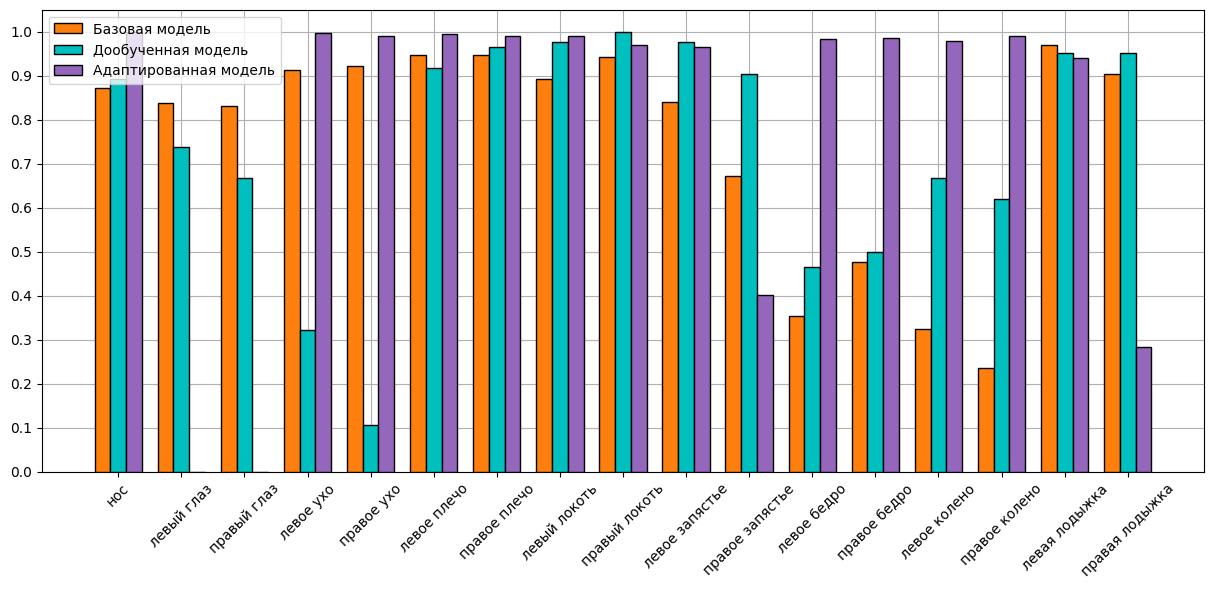 Базовая модель
Дообученная модель
Адаптированная модель
1.0
0.9
0.8
0.7
0.6
0.5
0.4
0.3
0.2
0.1
0.0
нос
левый глаз
правый глаз
левое ухо
правое ухо
левое плечо
правое плечо
левый локоть
правый локоть
левое запястье
правое запястье
левое бедро
правое бедро
левое колено
правое колено
левая лодыжка
правая лодыжка